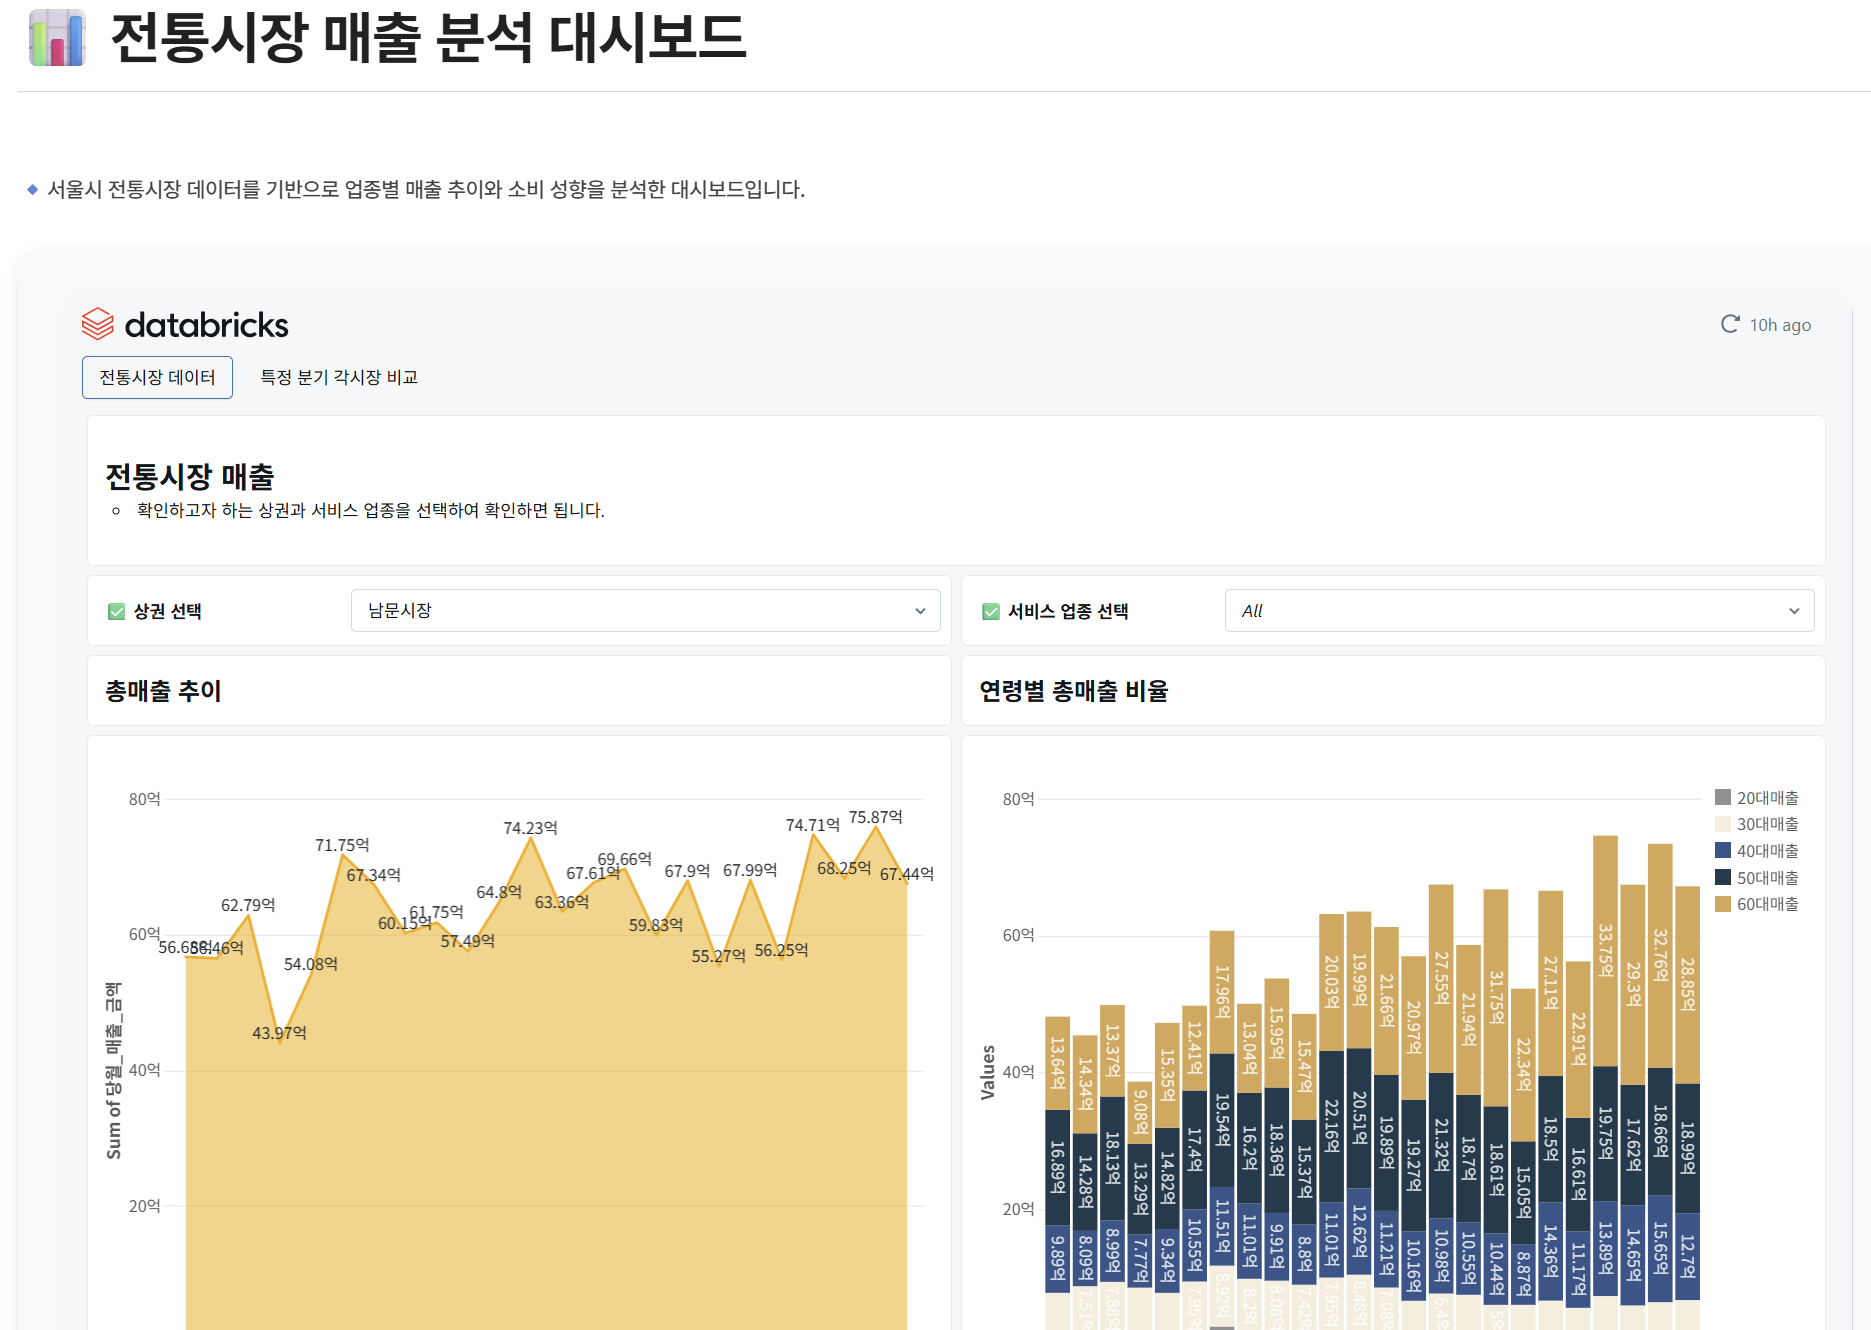 전통시장 매출 분석 대시보드
서울시 전통시장 데이터를 기반으로 업종별 매출 추이와 소비 성향을 분석한 대시보드입니다.
databricks
10h ago
전통시장 데이터
특정 분기 각시장 비교
전통시장 매출
확인하고자 하는 상권과 서비스 업종을 선택하여 확인하면 됩니다.
상권 선택
남문시장
서비스 업종 선택
All
총매출 추이
연령별 총매출 비율
Sum of 당월_매출_금액
80억
60억
40억
20억
62.79억
43.97억
54.08억
71.75억
67.34억
60.15억
61.75억
57.49억
64.8억
74.23억
63.36억
67.61억
69.66억
59.83억
67.9억
55.27억
67.99억
56.25억
74.71억
68.25억
75.87억
67.44억
Values
80억
60억
40억
20억
20대매출
30대매출
40대매출
50대매출
60대매출
13.64억
14.34억
13.37억
9.08억
15.35억
12.41억
17.96억
13.04억
15.95억
15.47억
20.03억
19.99억
21.66억
20.97억
27.55억
21.94억
31.75억
22.34억
27.11억
22.91억
33.75억
29.3억
32.76억
28.85억
16.89억
14.28억
18.13억
13.29억
14.82억
17.4억
19.54억
16.2억
18.36억
15.37억
22.16억
20.51억
19.89억
19.27억
21.32억
18.7억
18.61억
15.05억
18.5억
16.61억
19.75억
17.62억
18.66억
18.99억
9.89억
8.09억
8.99억
7.77억
9.34억
10.55억
11.51억
11.01억
9.91억
8.8억
11.01억
12.62억
11.21억
10.16억
10.98억
10.55억
10.44억
8.87억
14.36억
11.17억
13.89억
14.65억
15.65억
12.7억
8.92억
8.2억